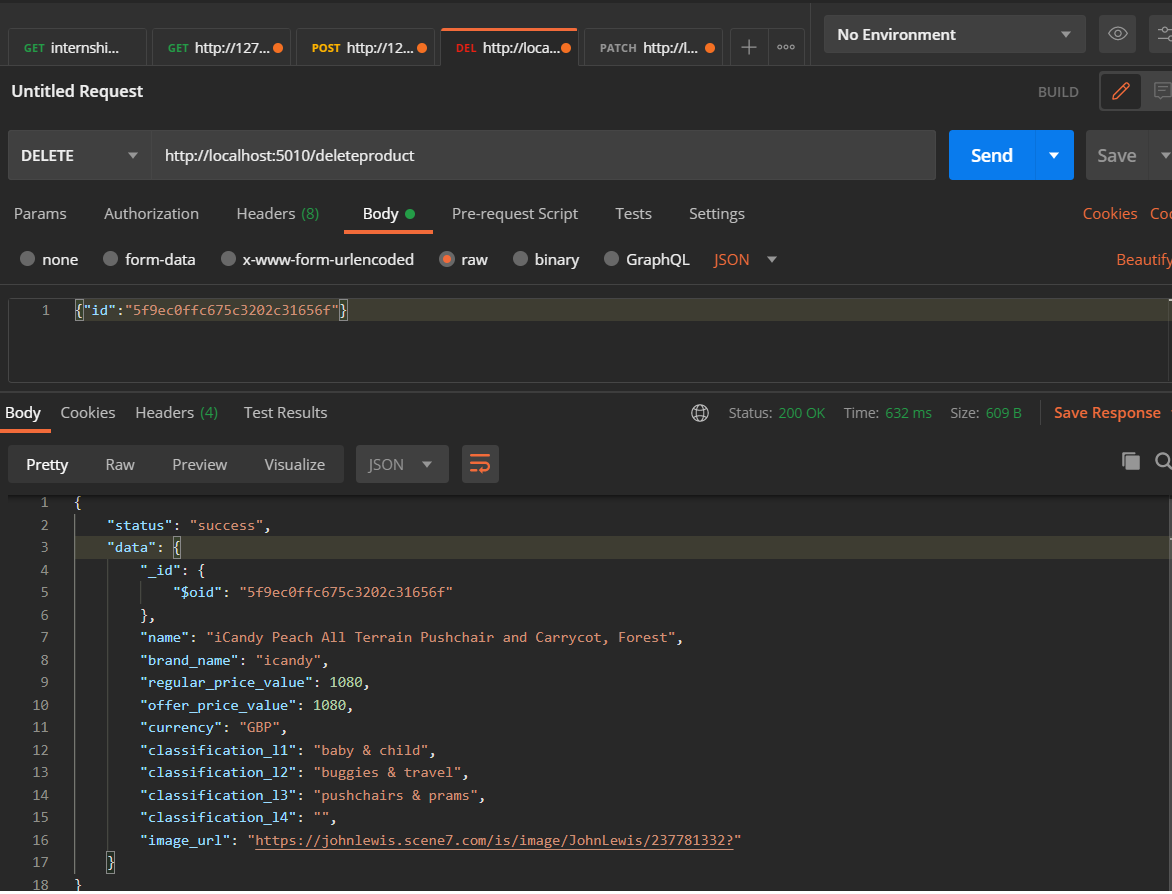 GET internshi... GET http://127... POST http://12... DEL http://loca... PATCH http://l... + ooo No Environment
Untitled Request BUILD
DELETE http://localhost:5010/deleteproduct Send Save
Params Authorization Headers (8) Body Pre-request Script Tests Settings Cookies Coo
none form-data x-www-form-urlencoded raw binary GraphQL JSON Beautify
1 {"id":"5f9ec0ffc675c3202c31656f"}
Body Cookies Headers (4) Test Results Status: 200 OK Time: 632 ms Size: 609 B Save Response
Pretty Raw Preview Visualize JSON
1 {
2 "status": "success",
3 "data": {
4 "_id": {
5 "$oid": "5f9ec0ffc675c3202c31656f"
6 },
7 "name": "iCandy Peach All Terrain Pushchair and Carrycot, Forest",
8 "brand_name": "icandy",
9 "regular_price_value": 1080,
10 "offer_price_value": 1080,
11 "currency": "GBP",
12 "classification_l1": "baby & child",
13 "classification_l2": "buggies & travel",
14 "classification_l3": "pushchairs & prams",
15 "classification_l4": "",
16 "image_url": "https://johnlewis.scene7.com/is/image/JohnLewis/237781332?"
17 }
18 }